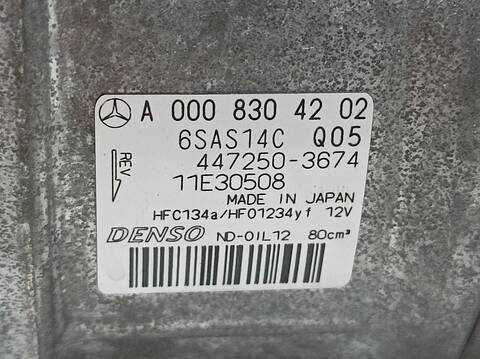 A 000 830 42 02
6SAS14C Q05
REV
447250-3674
11E30508
MADE IN JAPAN
HFC134a/HFO1234yf 12V
DENSO ND-OIL12 80cm³